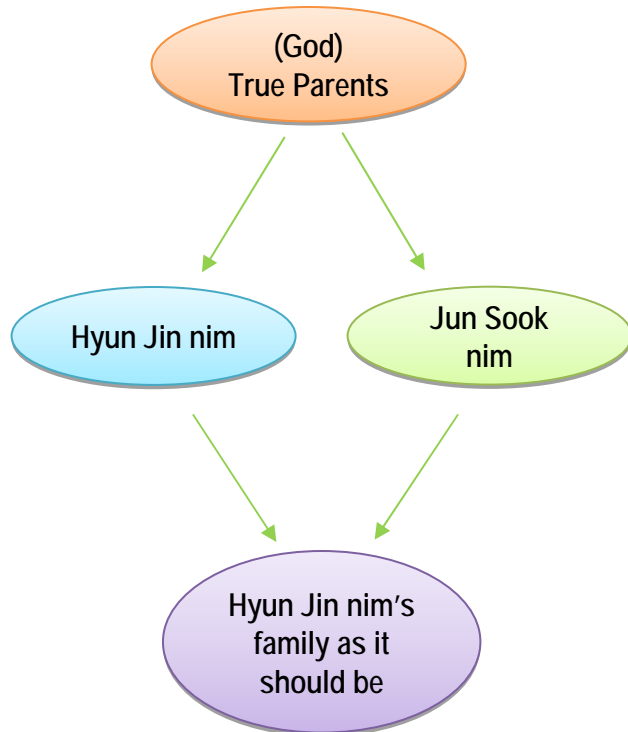 (God)
True Parents
Hyun Jin nim
Jun Sook
nim
Hyun Jin nim’s
family as it
should be